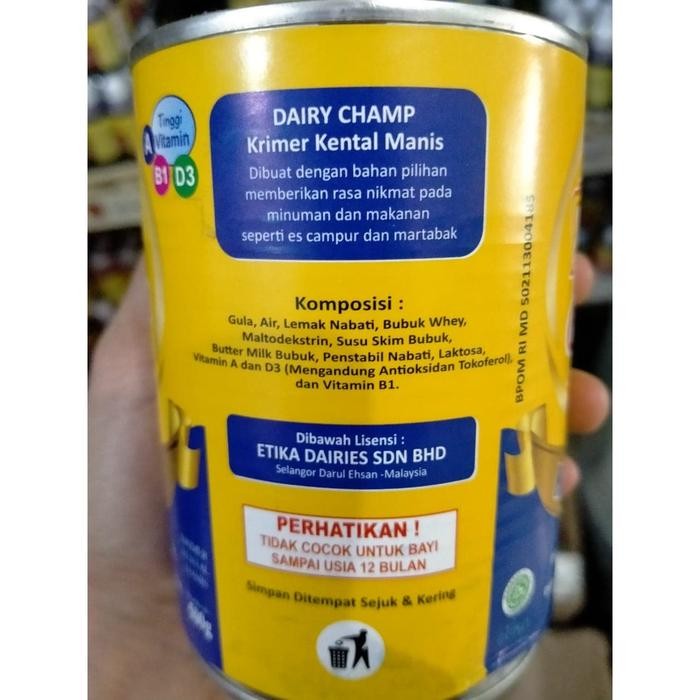 Tinggi
Vitamin
A
B1 D3
DAIRY CHAMP
Krimer Kental Manis
Dibuat dengan bahan pilihan
memberikan rasa nikmat pada
minuman dan makanan
seperti es campur dan martabak
Komposisi :
Gula, Air, Lemak Nabati, Bubuk Whey,
Maltodekstrin, Susu Skim Bubuk,
Butter Milk Bubuk, Penstabil Nabati, Laktosa,
Vitamin A dan D3 (Mengandung Antioksidan Tokoferol),
dan Vitamin B1.
BPOM RI MD 502113004185
Dibawah Lisensi :
ETIKA DAIRIES SDN BHD
Selangor Darul Ehsan -Malaysia
PERHATIKAN !
TIDAK COCOK UNTUK BAYI
SAMPAI USIA 12 BULAN
Simpan Ditempat Sejuk & Kering